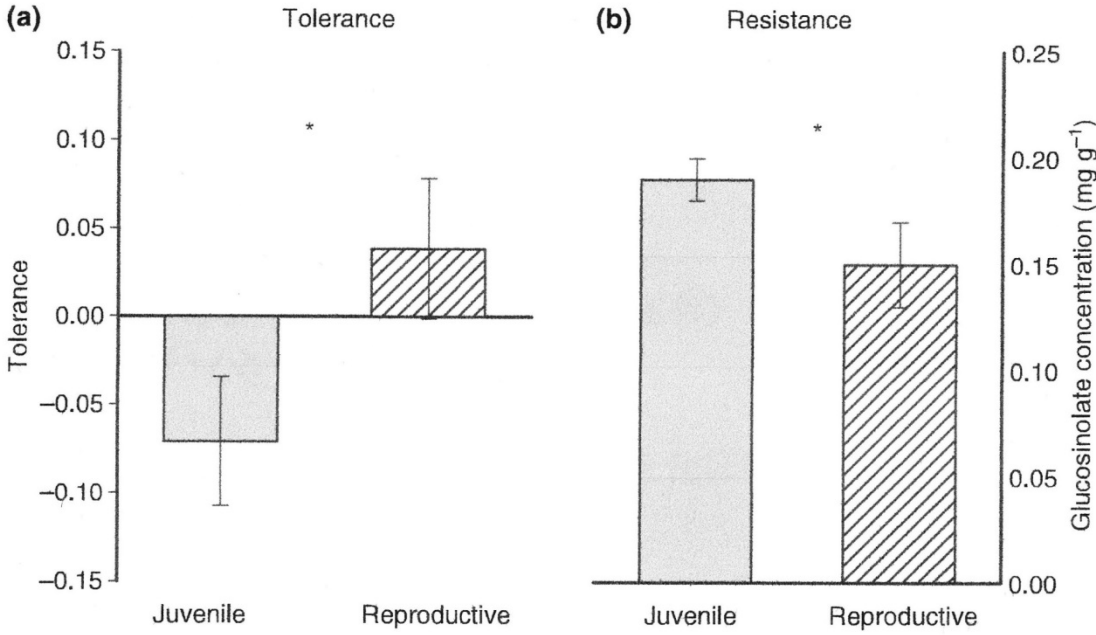 (a)
Tolerance
0.15
0.10
0.05
0.00
−0.05
−0.10
−0.15
Tolerance
*
Juvenile
Reproductive
(b)
Resistance
*
0.25
0.20
0.15
0.10
0.05
0.00
Glucosinolate concentration (mg g⁻¹)
Juvenile
Reproductive